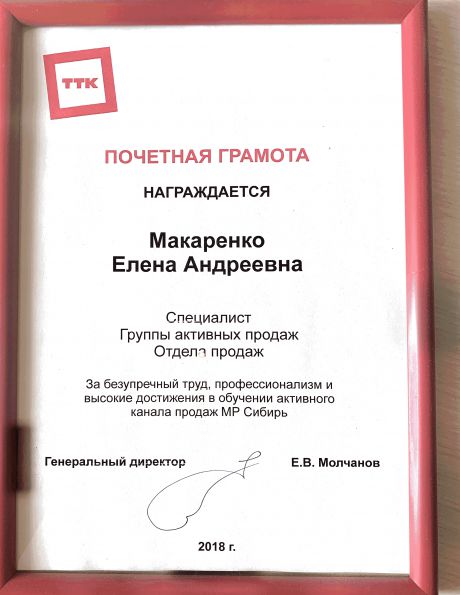 ТТК
ПОЧЕТНАЯ ГРАМОТА
НАГРАЖДАЕТСЯ
Макаренко
Елена Андреевна
Специалист
Группы активных продаж
Отдела продаж
За безупречный труд, профессионализм и
высокие достижения в обучении активного
канала продаж МР Сибирь
Генеральный директор Е.В. Молчанов
2018 г.